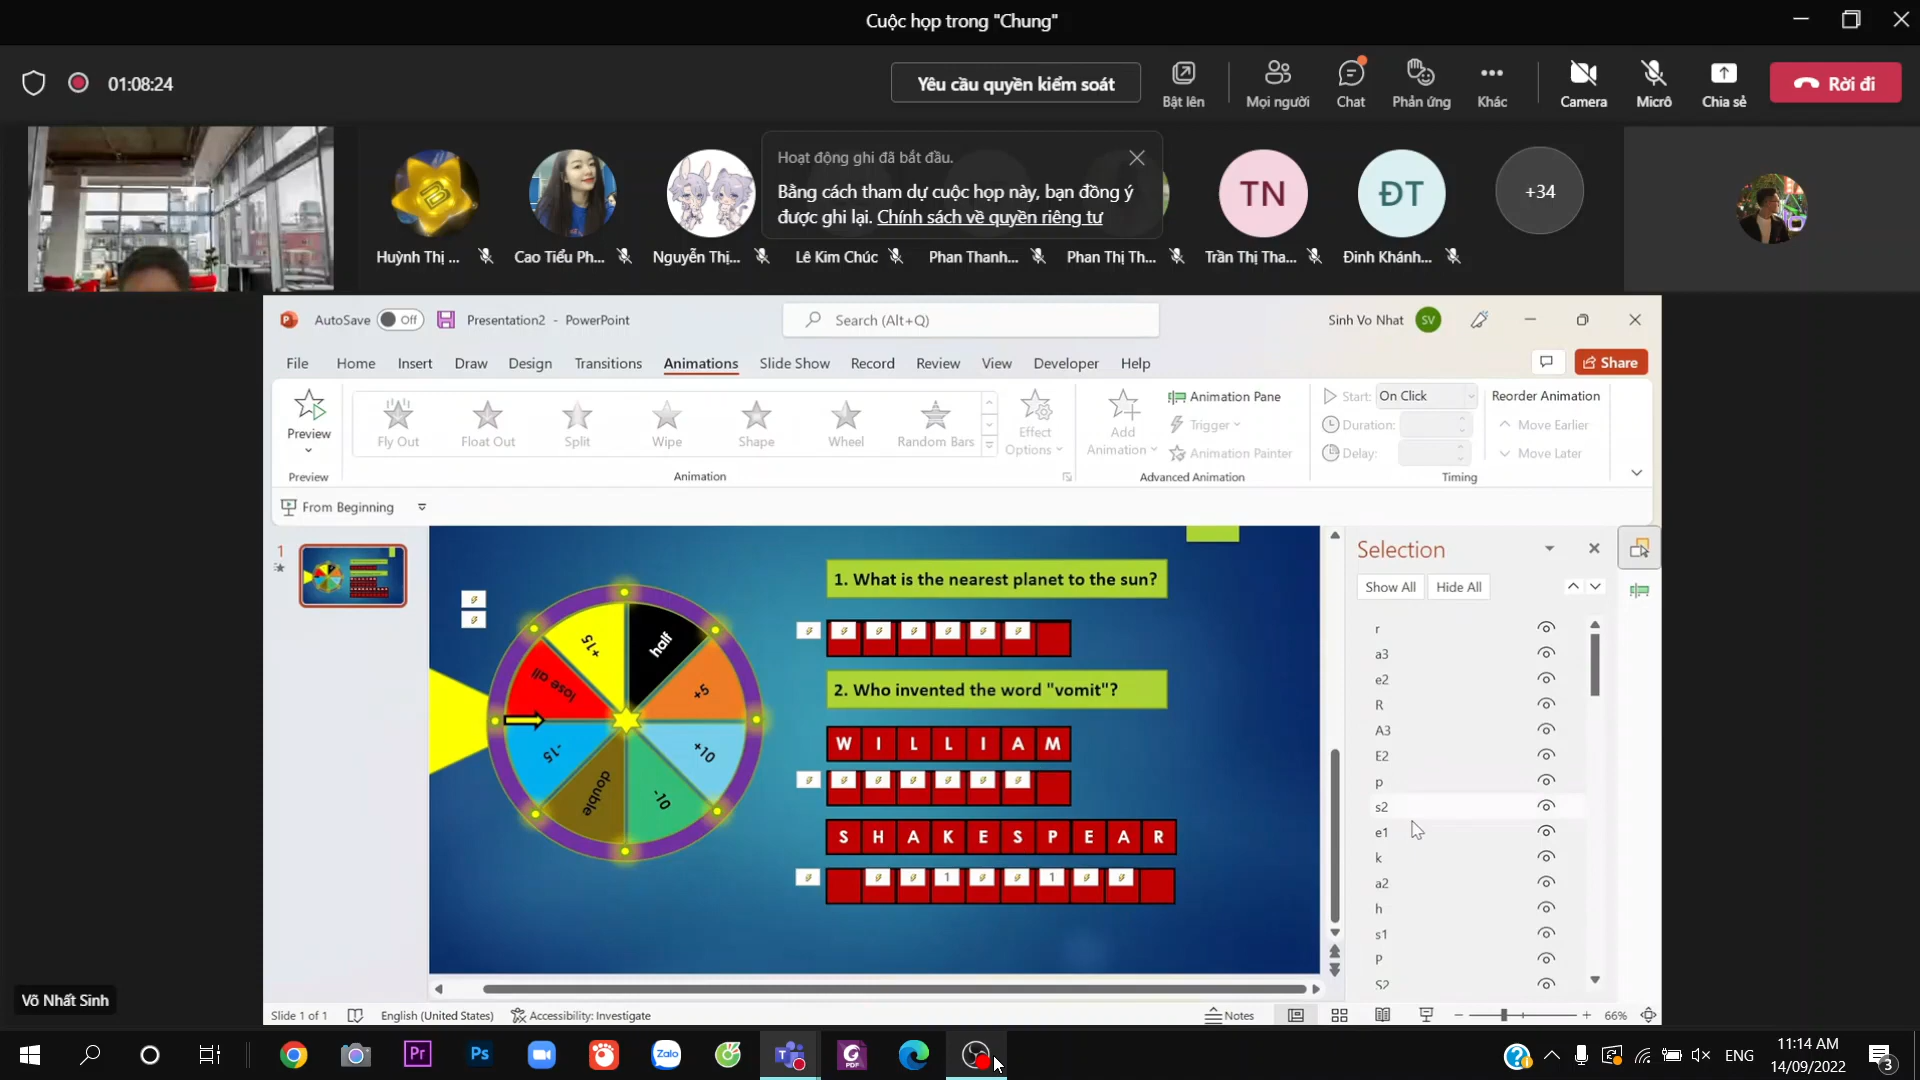 Cuộc họp trong "Chung"
01:08:24
Yêu cầu quyền kiểm soát
Bật lên
Mọi người
Chat
Phản ứng
Khác
Camera
Micrô
Chia sẻ
Rời đi
Hoạt động ghi đã bắt đầu.
Bằng cách tham dự cuộc họp này, bạn đồng ý
được ghi lại. Chính sách về quyền riêng tư
TN
ĐT
+34
Huỳnh Thị ...
Cao Tiểu Ph...
Nguyễn Thị...
Lê Kim Chúc
Phan Thanh...
Phan Thị Th...
Trần Thị Tha...
Đinh Khánh...
AutoSave Off
Presentation2 - PowerPoint
Search (Alt+Q)
Sinh Vo Nhat SV
File Home Insert Draw Design Transitions Animations Slide Show Record Review View Developer Help
Share
Preview
Fly Out
Float Out
Split
Wipe
Shape
Wheel
Random Bars
Effect
Options
Add
Animation
Animation Pane
Trigger
Animation Painter
Start: On Click
Duration:
Delay:
Reorder Animation
Move Earlier
Move Later
Preview
Animation
Advanced Animation
Timing
From Beginning
1
half
+5
+10
-10
double
-15
lose all
+15
1. What is the nearest planet to the sun?
2. Who invented the word "vomit"?
W I L L I A M
S H A K E S P E A R
1 1
Selection
Show All
Hide All
r
a3
e2
R
A3
E2
p
s2
e1
k
a2
h
s1
P
S2
Võ Nhất Sinh
Slide 1 of 1
English (United States)
Accessibility: Investigate
Notes
66%
Pr
Ps
Zalo
PDF
ENG
11:14 AM
14/09/2022
3